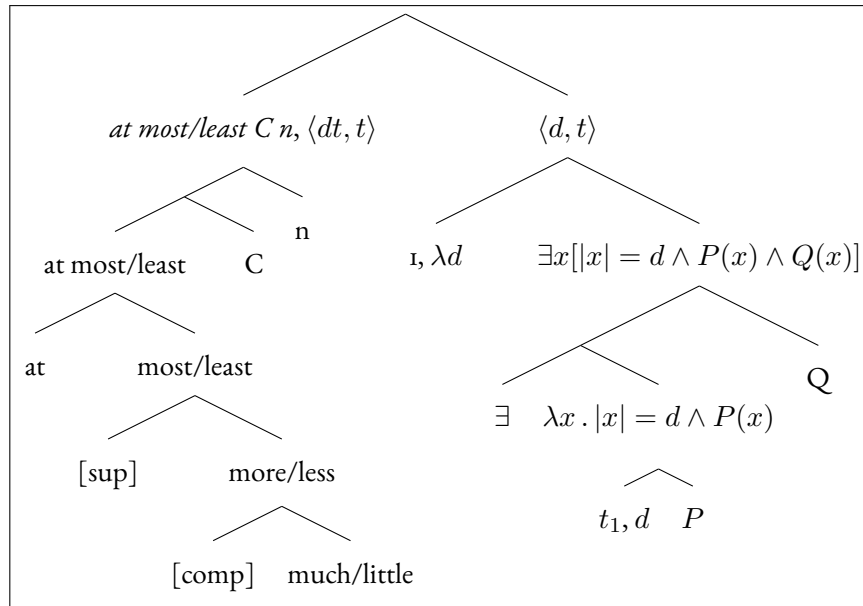 at most/least C n, ⟨dt, t⟩ ⟨d, t⟩
n
at most/least C 1, λd ∃x[|x| = d ∧ P(x) ∧ Q(x)]
at most/least Q
∃ λx . |x| = d ∧ P(x)
[sup] more/less
t₁, d P
[comp] much/little